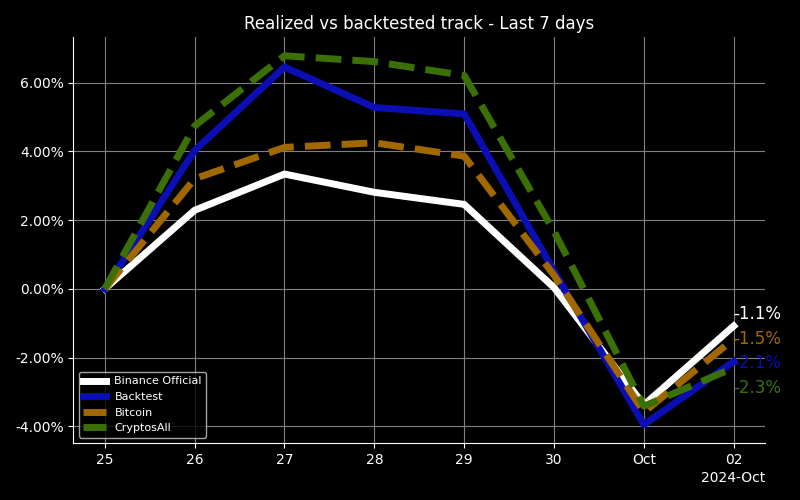 Realized vs backtested track - Last 7 days
6.00%
4.00%
2.00%
0.00%
-2.00%
-4.00%
-1.1%
-1.5%
-2.1%
-2.3%
Binance Official
Backtest
Bitcoin
CryptosAll
25 26 27 28 29 30 Oct 02
2024-Oct